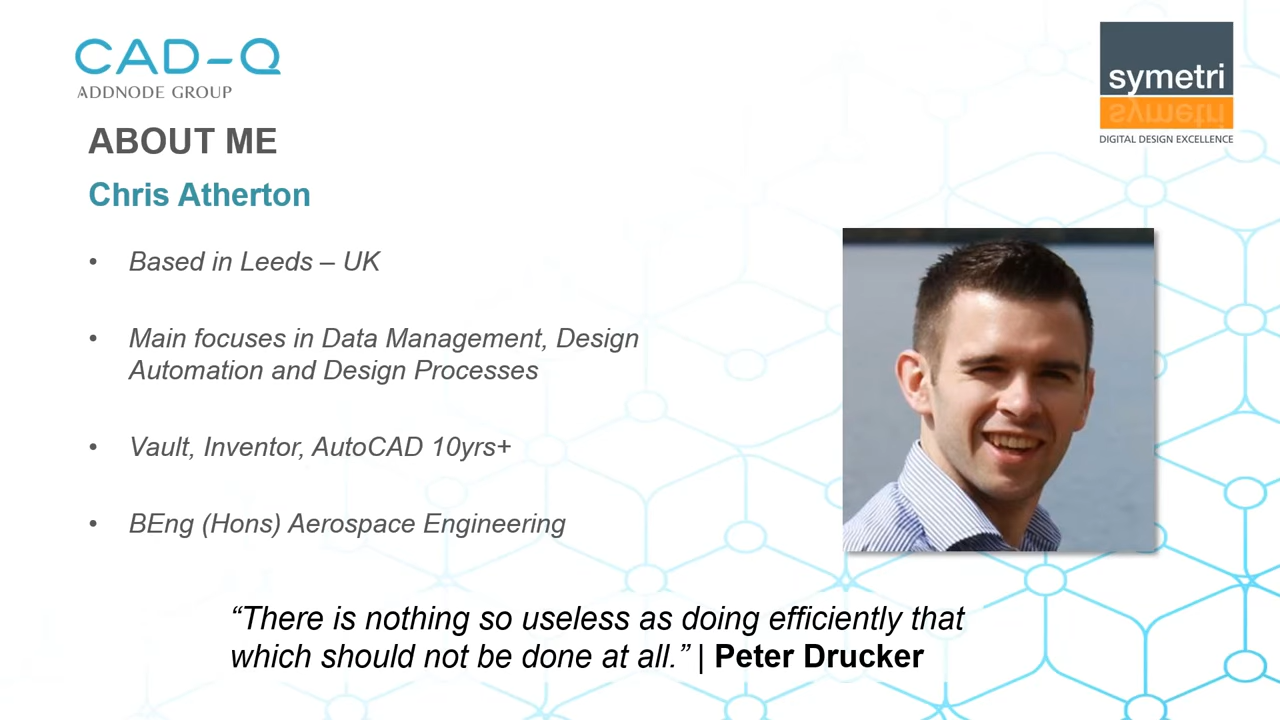 CAD-Q
ADDNODE GROUP
symetri
DIGITAL DESIGN EXCELLENCE
ABOUT ME
Chris Atherton
• Based in Leeds – UK
• Main focuses in Data Management, Design
Automation and Design Processes
• Vault, Inventor, AutoCAD 10yrs+
• BEng (Hons) Aerospace Engineering
“There is nothing so useless as doing efficiently that
which should not be done at all.” | Peter Drucker